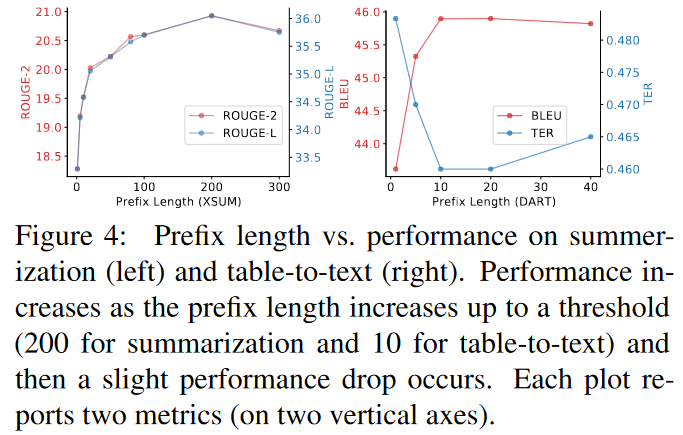 21.0
20.5
20.0
19.5
19.0
18.5
ROUGE-2
36.0
35.5
35.0
34.5
34.0
33.5
ROUGE-L
ROUGE-2
ROUGE-L
0 100 200 300
Prefix Length (XSUM)
46.0
45.5
45.0
44.5
44.0
BLEU
0.480
0.475
0.470
0.465
0.460
TER
BLEU
TER
0 10 20 30 40
Prefix Length (DART)
Figure 4: Prefix length vs. performance on summer-
ization (left) and table-to-text (right). Performance in-
creases as the prefix length increases up to a threshold
(200 for summarization and 10 for table-to-text) and
then a slight performance drop occurs. Each plot re-
ports two metrics (on two vertical axes).